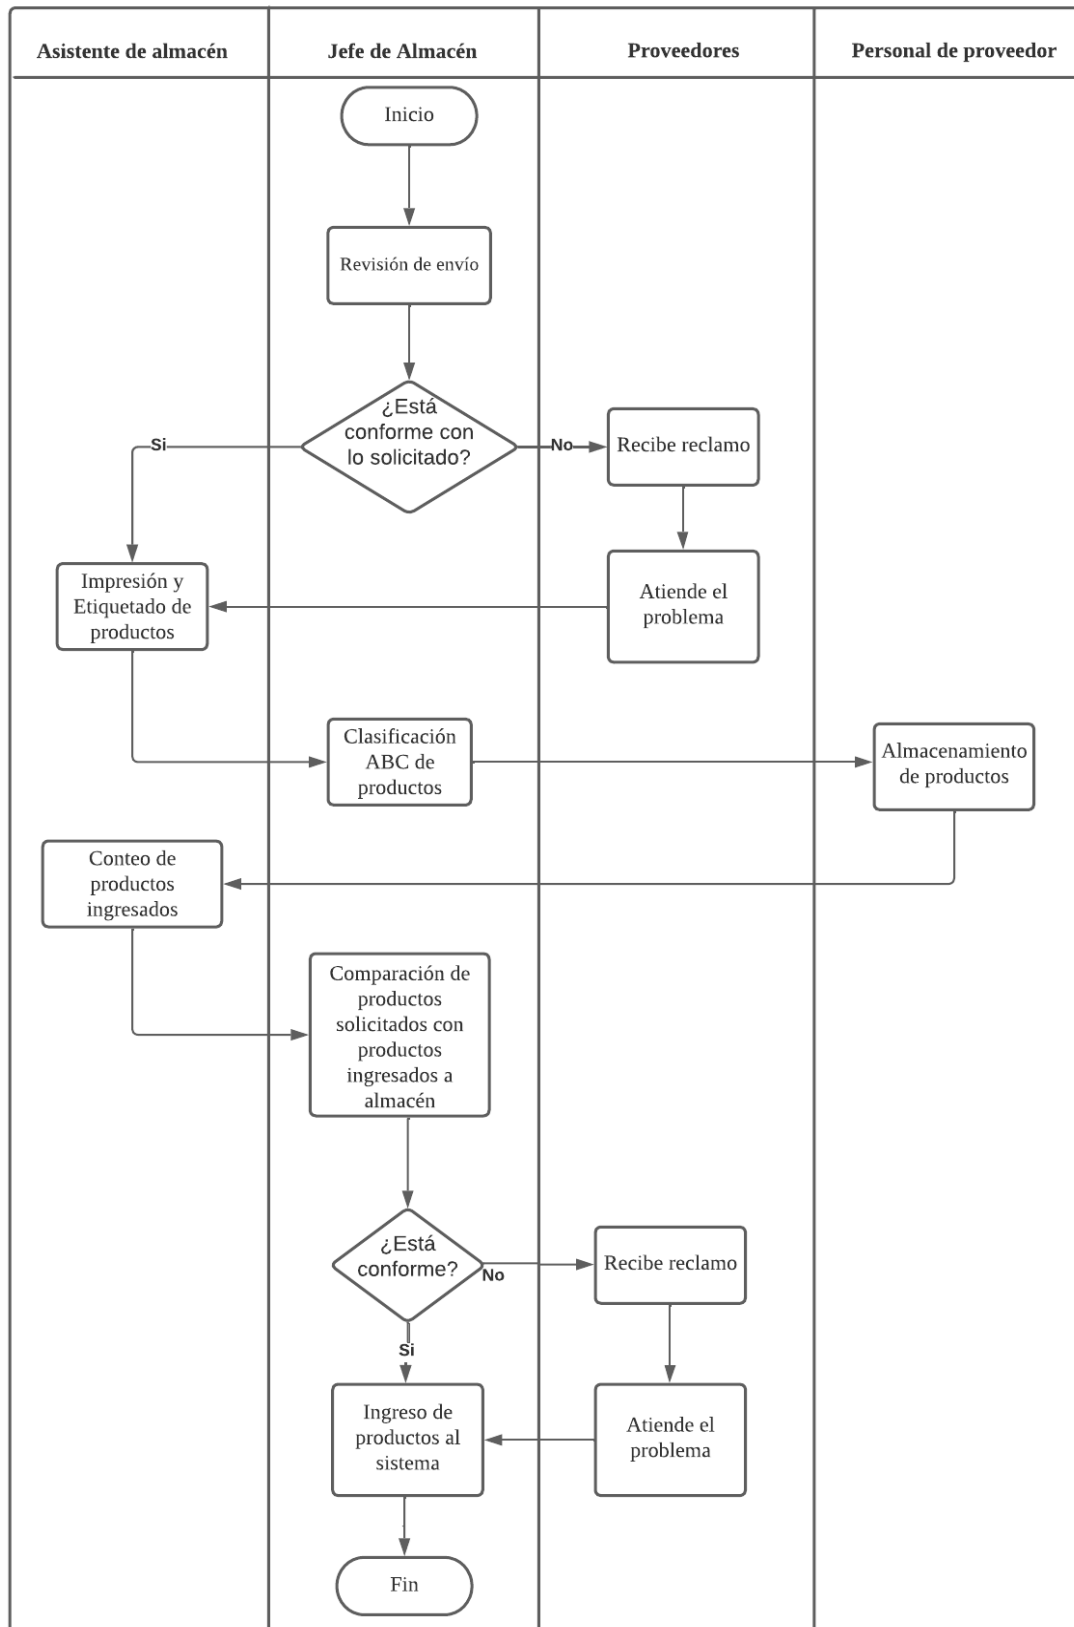 Asistente de almacén
Jefe de Almacén
Proveedores
Personal de proveedor
Inicio
Revisión de envío
¿Está
conforme con
lo solicitado?
Si
No
Recibe reclamo
Impresión y
Etiquetado de
productos
Atiende el
problema
Clasificación
ABC de
productos
Almacenamiento
de productos
Conteo de
productos
ingresados
Comparación de
productos
solicitados con
productos
ingresados a
almacén
¿Está
conforme?
No
Recibe reclamo
Si
Ingreso de
productos al
sistema
Atiende el
problema
Fin